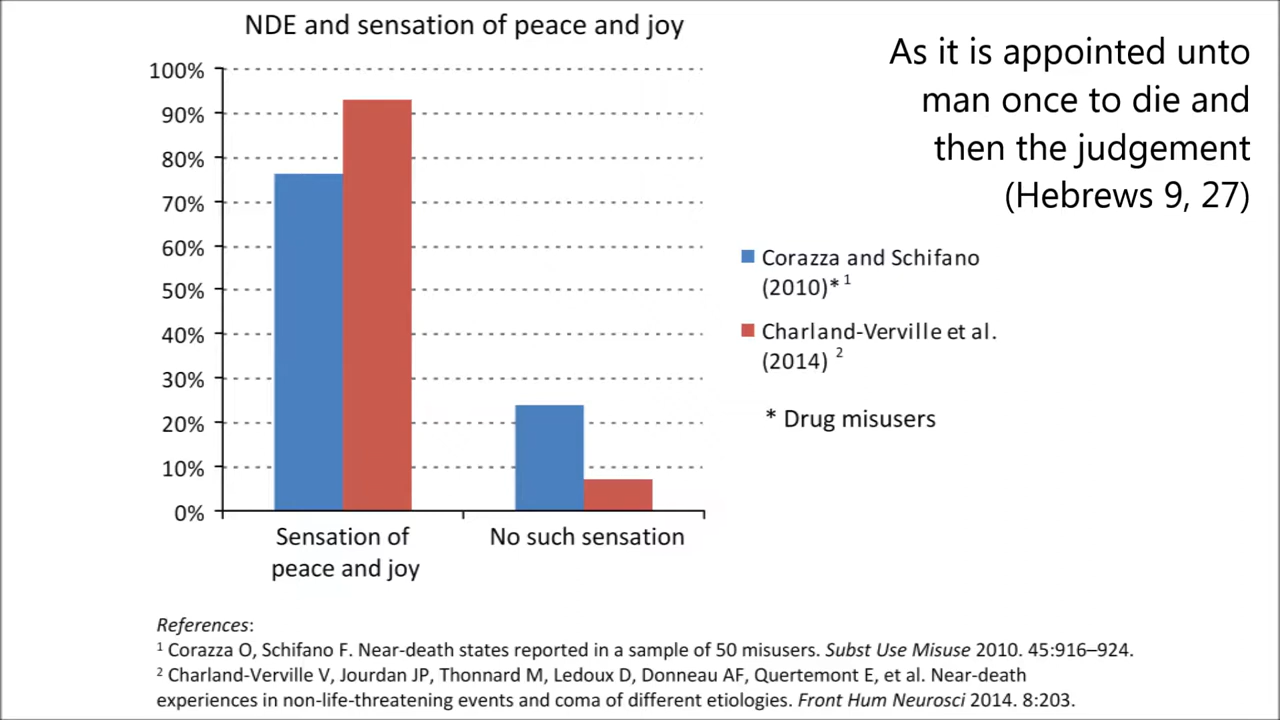 NDE and sensation of peace and joy
As it is appointed unto
man once to die and
then the judgement
(Hebrews 9, 27)
100%
90%
80%
70%
60%
50%
40%
30%
20%
10%
0%
Sensation of
peace and joy
No such sensation
Corazza and Schifano
(2010)* 1
Charland-Verville et al.
(2014) 2
* Drug misusers
References:
1 Corazza O, Schifano F. Near-death states reported in a sample of 50 misusers. Subst Use Misuse 2010. 45:916–924.
2 Charland-Verville V, Jourdan JP, Thonnard M, Ledoux D, Donneau AF, Quertemont E, et al. Near-death
experiences in non-life-threatening events and coma of different etiologies. Front Hum Neurosci 2014. 8:203.